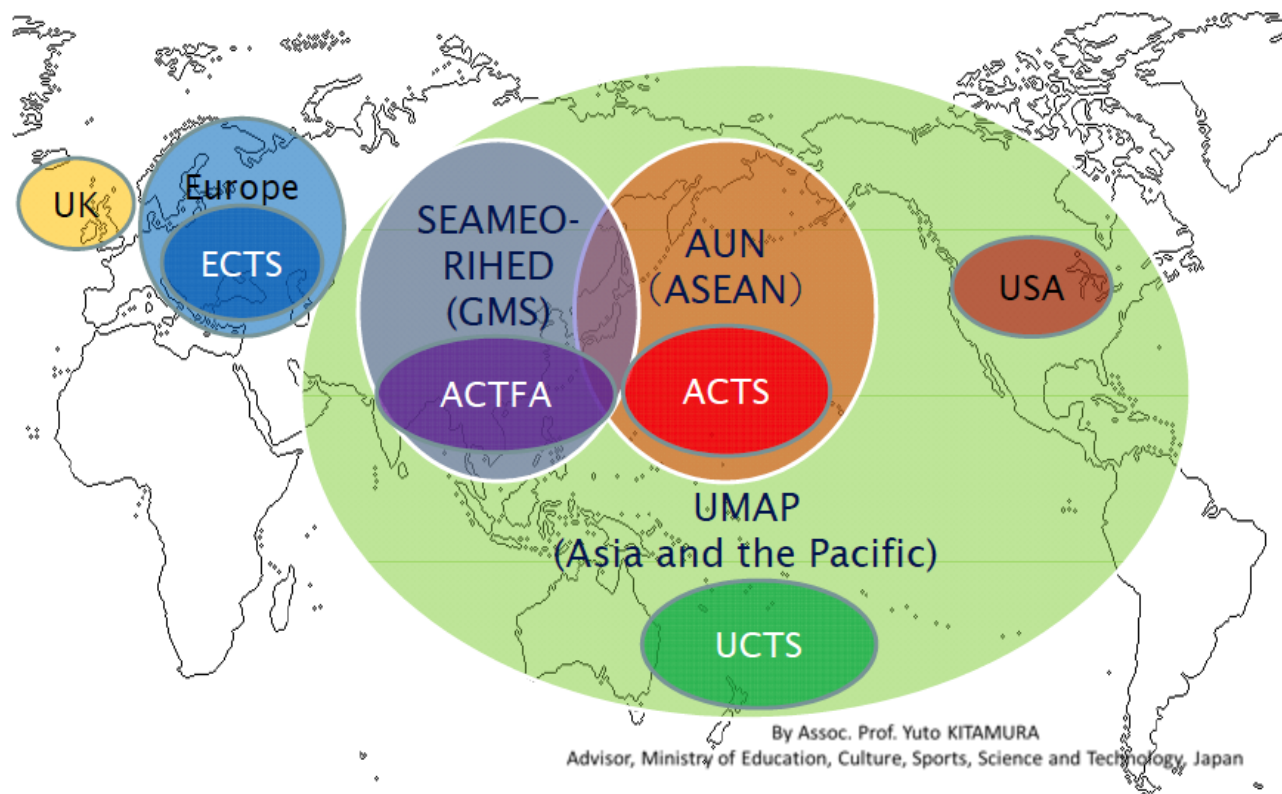 UK
Europe
ECTS
SEAMEO-
RIHED
(GMS)
ACTFA
AUN
（ASEAN）
ACTS
USA
UMAP
(Asia and the Pacific)
UCTS
By Assoc. Prof. Yuto KITAMURA
Advisor, Ministry of Education, Culture, Sports, Science and Technology, Japan